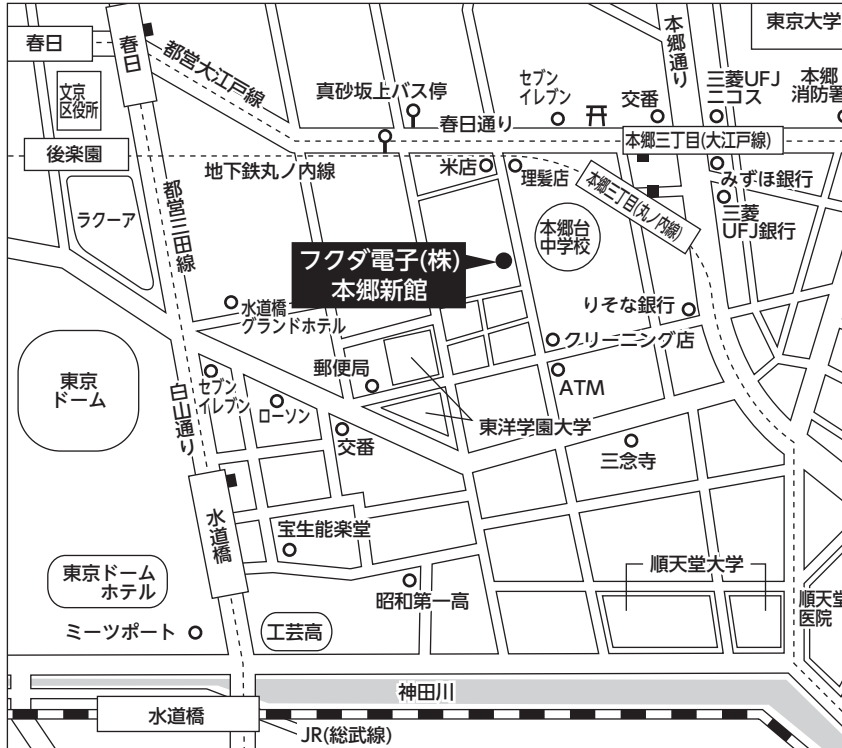 春日
春日
都営大江戸線
文京
区役所
後楽園
ラクーア
都営三田線
真砂坂上バス停
地下鉄丸ノ内線
セブン
イレブン
春日通り
本郷通り
交番
三菱UFJ
ニコス
東京大学
本郷
消防署
本郷三丁目(大江戸線)
米店
理髪店
本郷三丁目(丸ノ内線)
みずほ銀行
三菱
UFJ銀行
本郷台
中学校
フクダ電子(株)
本郷新館
水道橋
グランドホテル
りそな銀行
クリーニング店
郵便局
ATM
東京
ドーム
白山通り
セブン
イレブン
ローソン
交番
東洋学園大学
三念寺
水道橋
宝生能楽堂
東京ドーム
ホテル
昭和第一高
順天堂大学
順天堂
医院
ミーツポート
工芸高
神田川
水道橋
JR(総武線)